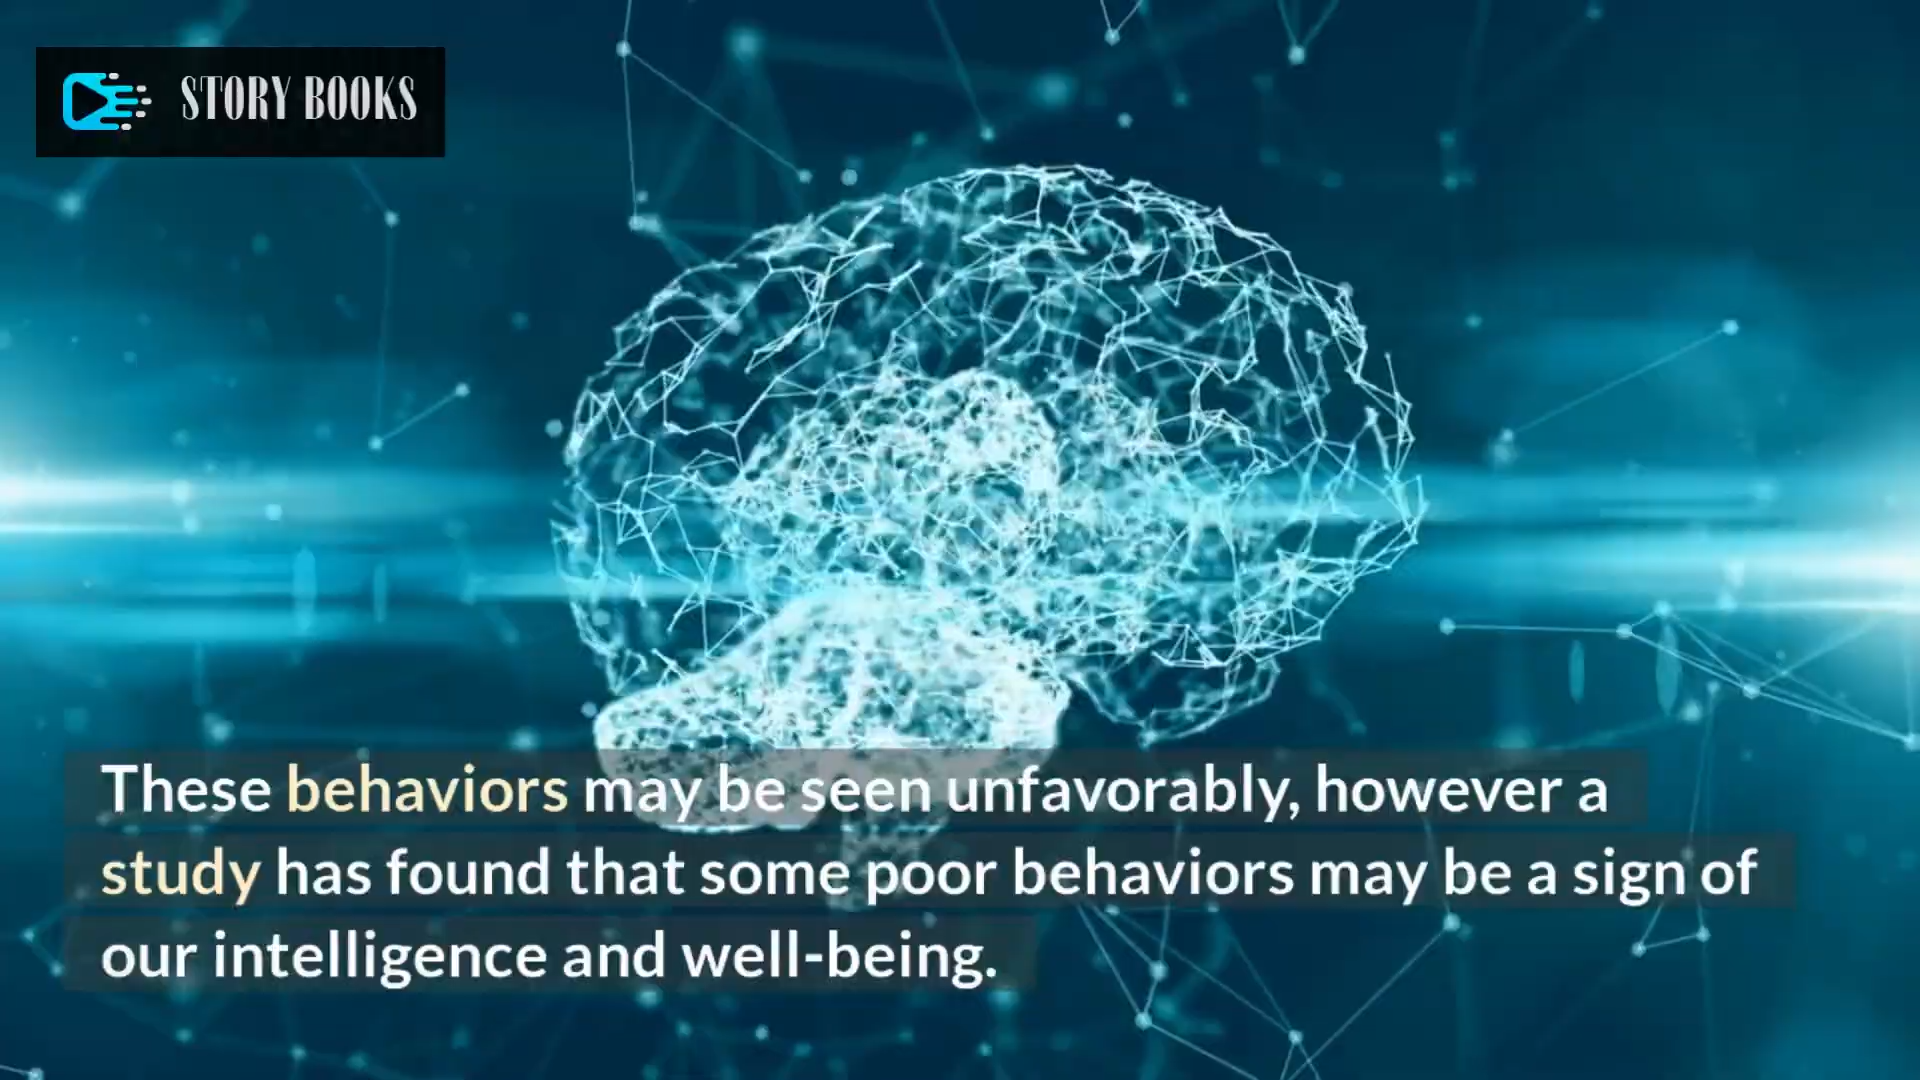 STORY BOOKS
These behaviors may be seen unfavorably, however a
study has found that some poor behaviors may be a sign of
our intelligence and well-being.